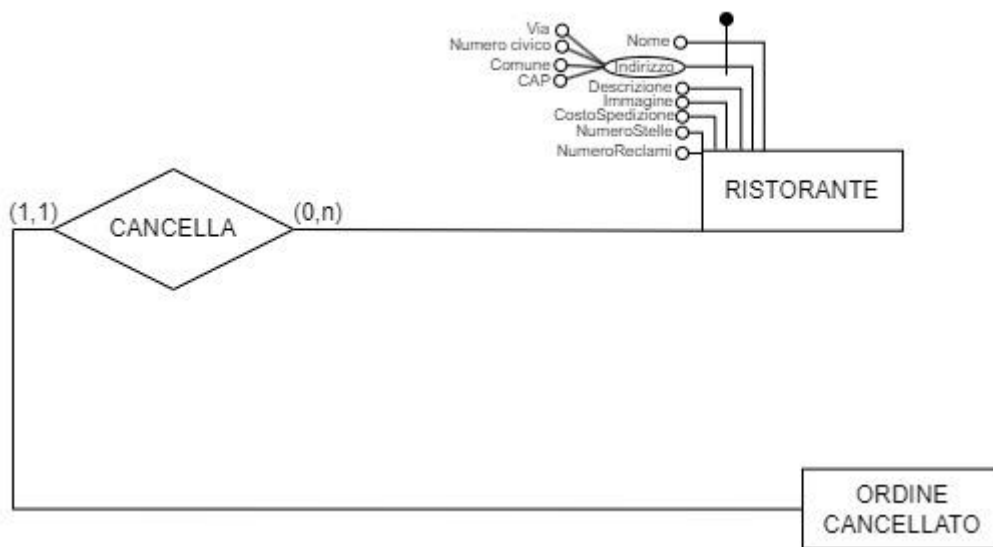 Via
Numero civico
Comune
CAP
Nome
Indirizzo
Descrizione
Immagine
CostoSpedizione
NumeroStelle
NumeroReclami
RISTORANTE
(1,1)
CANCELLA
(0,n)
ORDINE
CANCELLATO